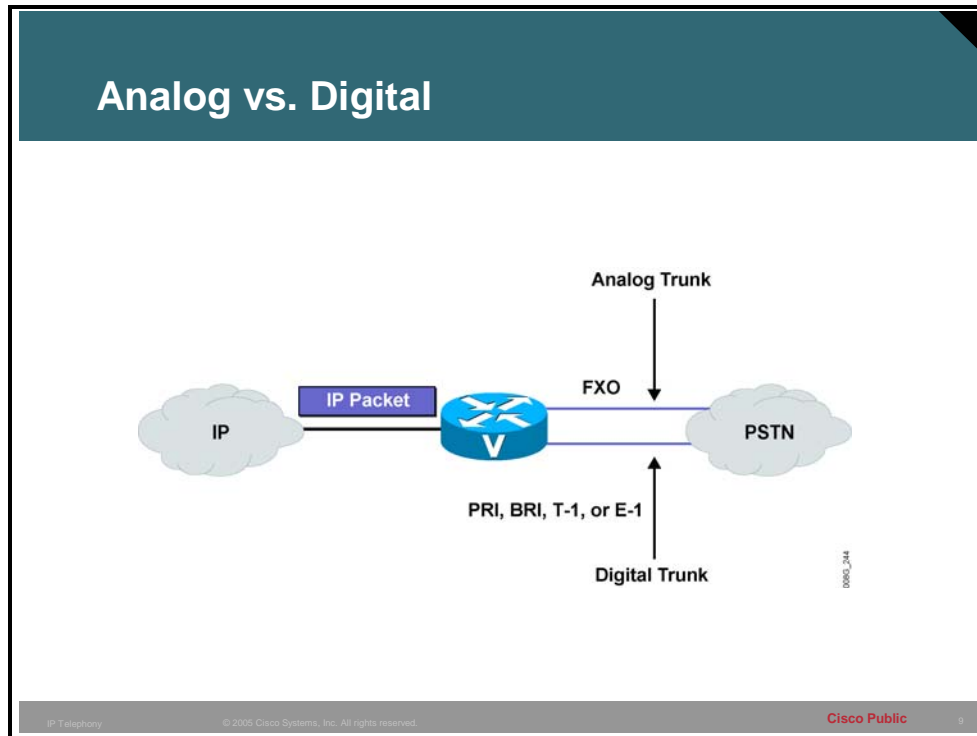 Analog vs. Digital
Analog Trunk
FXO
IP Packet
IP
V
PSTN
PRI, BRI, T-1, or E-1
Digital Trunk
008G_244
IP Telephony
© 2005 Cisco Systems, Inc. All rights reserved.
Cisco Public
9